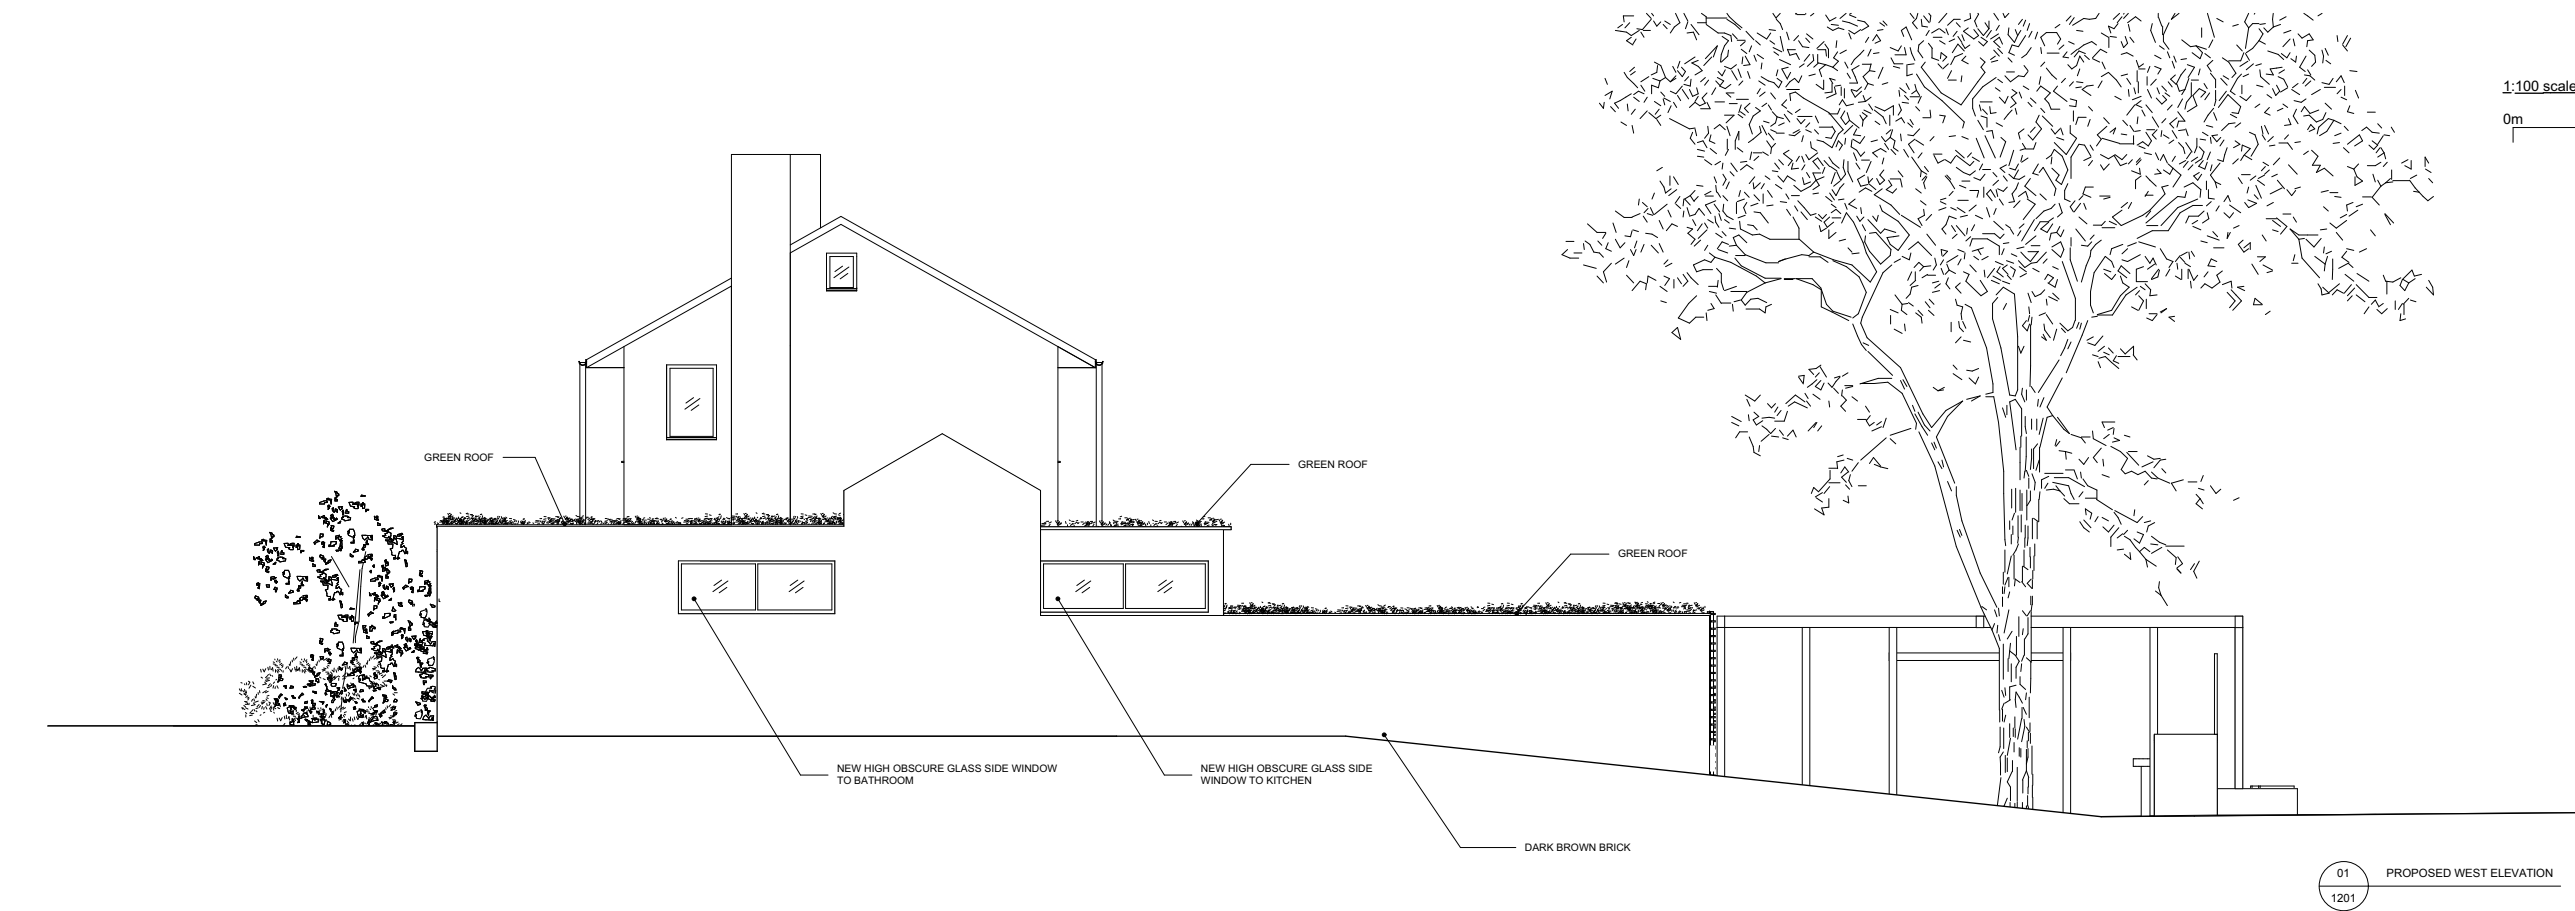 1:100 scale
0m
GREEN ROOF
GREEN ROOF
GREEN ROOF
NEW HIGH OBSCURE GLASS SIDE WINDOW
TO BATHROOM
NEW HIGH OBSCURE GLASS SIDE
WINDOW TO KITCHEN
DARK BROWN BRICK
01
PROPOSED WEST ELEVATION
1201